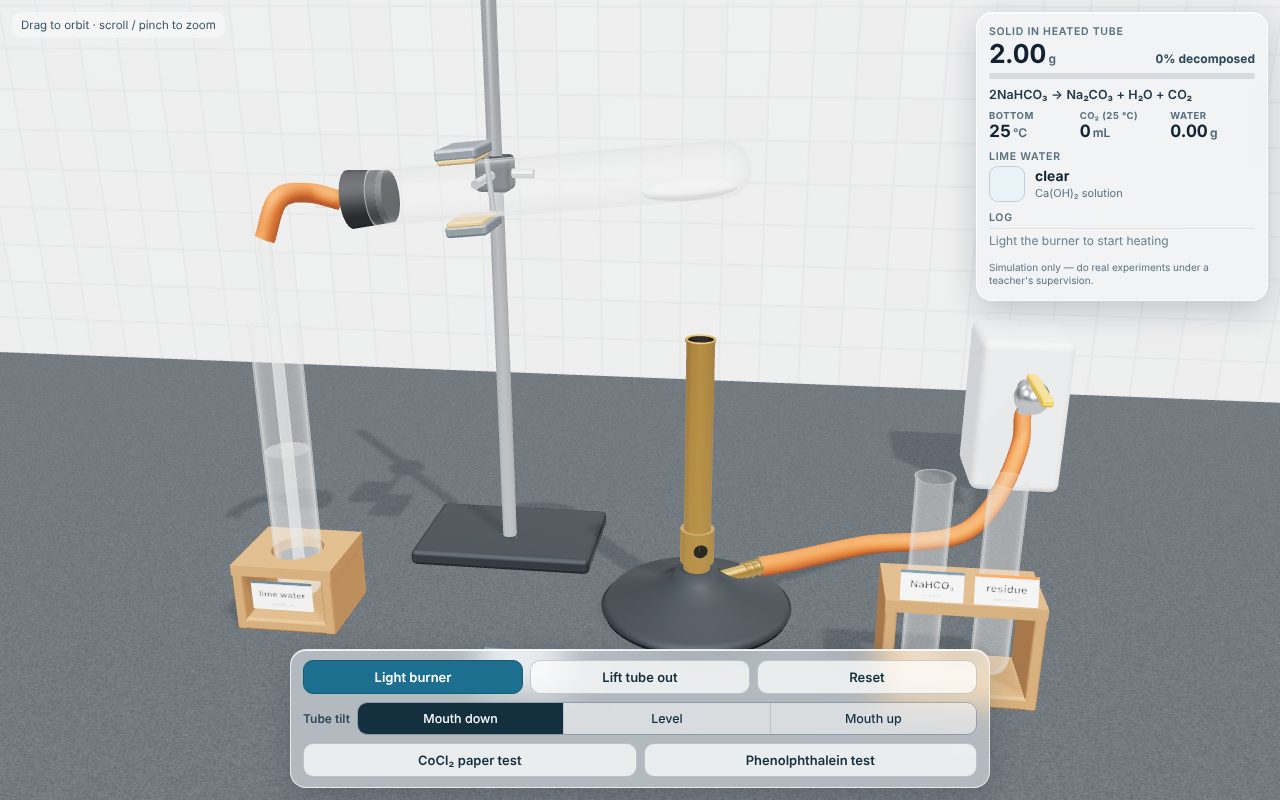 Drag to orbit · scroll / pinch to zoom
SOLID IN HEATED TUBE
2.00 g
0% decomposed
2NaHCO₃ → Na₂CO₃ + H₂O + CO₂
BOTTOM
CO₂ (25 °C)
WATER
25 °C
0 mL
0.00 g
LIME WATER
clear
Ca(OH)₂ solution
LOG
Light the burner to start heating
Simulation only — do real experiments under a
teacher's supervision.
lime water
NaHCO₃
residue
Light burner
Lift tube out
Reset
Tube tilt
Mouth down
Level
Mouth up
CoCl₂ paper test
Phenolphthalein test